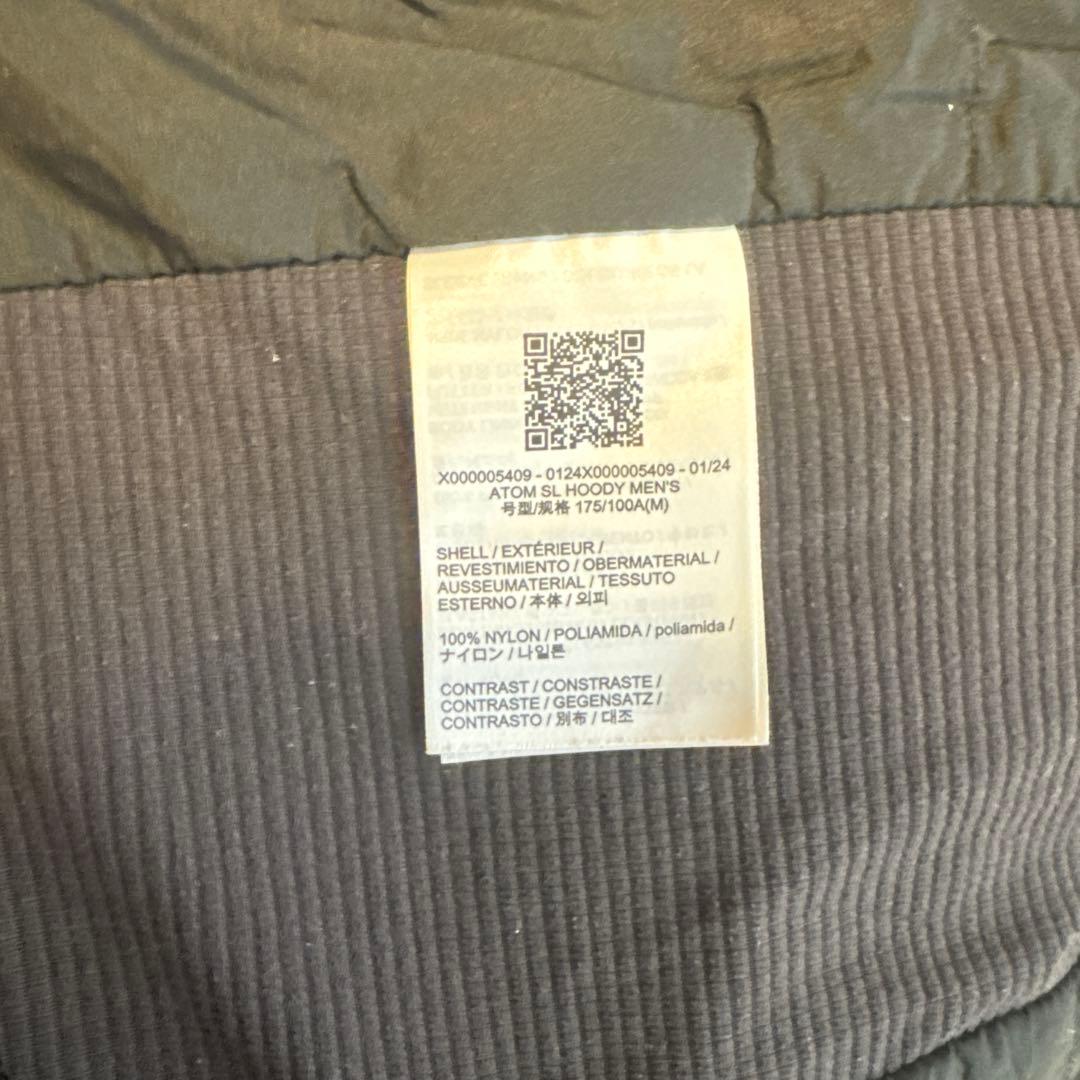 X000005409 - 0124X000005409 - 01/24
ATOM SL HOODY MEN'S
号型/规格 175/100A(M)
SHELL / EXTÉRIEUR /
REVESTIMIENTO / OBERMATERIAL /
AUSSEUMATERIAL / TESSUTO
ESTERNO / 本体 / 외피
100% NYLON / POLIAMIDA / poliamida /
ナイロン / 나일론
CONTRAST / CONSTRASTE /
CONTRASTE / GEGENSATZ /
CONTRASTO / 別布 / 대조